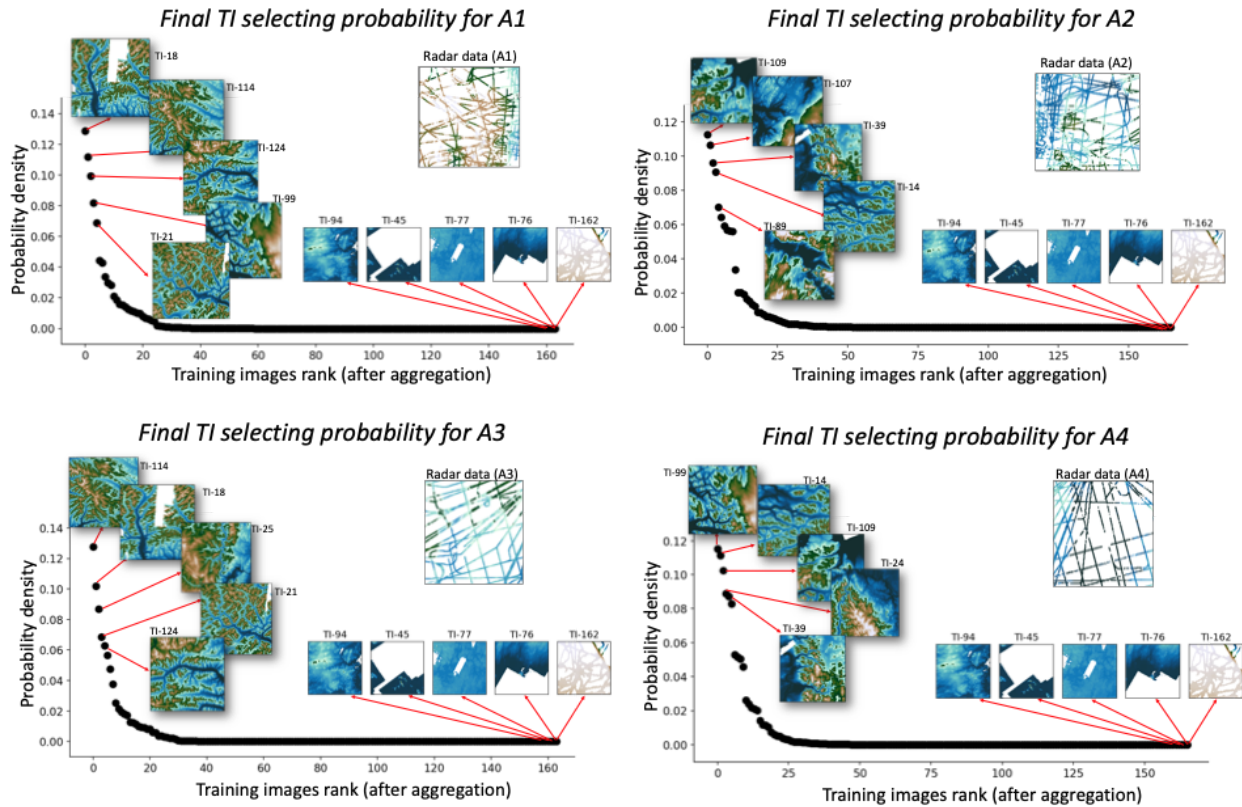 Final TI selecting probability for A1
TI-18
TI-114
TI-124
TI-99
TI-21
Radar data (A1)
TI-94 TI-45 TI-77 TI-76 TI-162
Probability density
0.14
0.12
0.10
0.08
0.06
0.04
0.02
0.00
0 20 40 60 80 100 120 140 160
Training images rank (after aggregation)
Final TI selecting probability for A2
TI-109
TI-107
TI-39
TI-14
TI-89
Radar data (A2)
TI-94 TI-45 TI-77 TI-76 TI-162
Probability density
0.12
0.10
0.08
0.06
0.04
0.02
0.00
0 25 50 75 100 125 150
Training images rank (after aggregation)
Final TI selecting probability for A3
TI-114
TI-18
TI-25
TI-21
TI-124
Radar data (A3)
TI-94 TI-45 TI-77 TI-76 TI-162
Probability density
0.14
0.12
0.10
0.08
0.06
0.04
0.02
0.00
0 20 40 60 80 100 120 140 160
Training images rank (after aggregation)
Final TI selecting probability for A4
TI-99
TI-14
TI-109
TI-24
TI-39
Radar data (A4)
TI-94 TI-45 TI-77 TI-76 TI-162
Probability density
0.12
0.10
0.08
0.06
0.04
0.02
0.00
0 25 50 75 100 125 150
Training images rank (after aggregation)